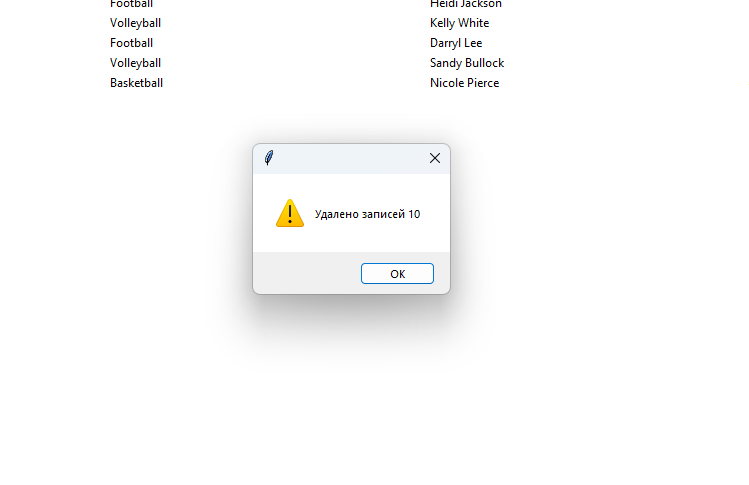 Football Heidi Jackson
Volleyball Kelly White
Football Darryl Lee
Volleyball Sandy Bullock
Basketball Nicole Pierce
Удалено записей 10
OK